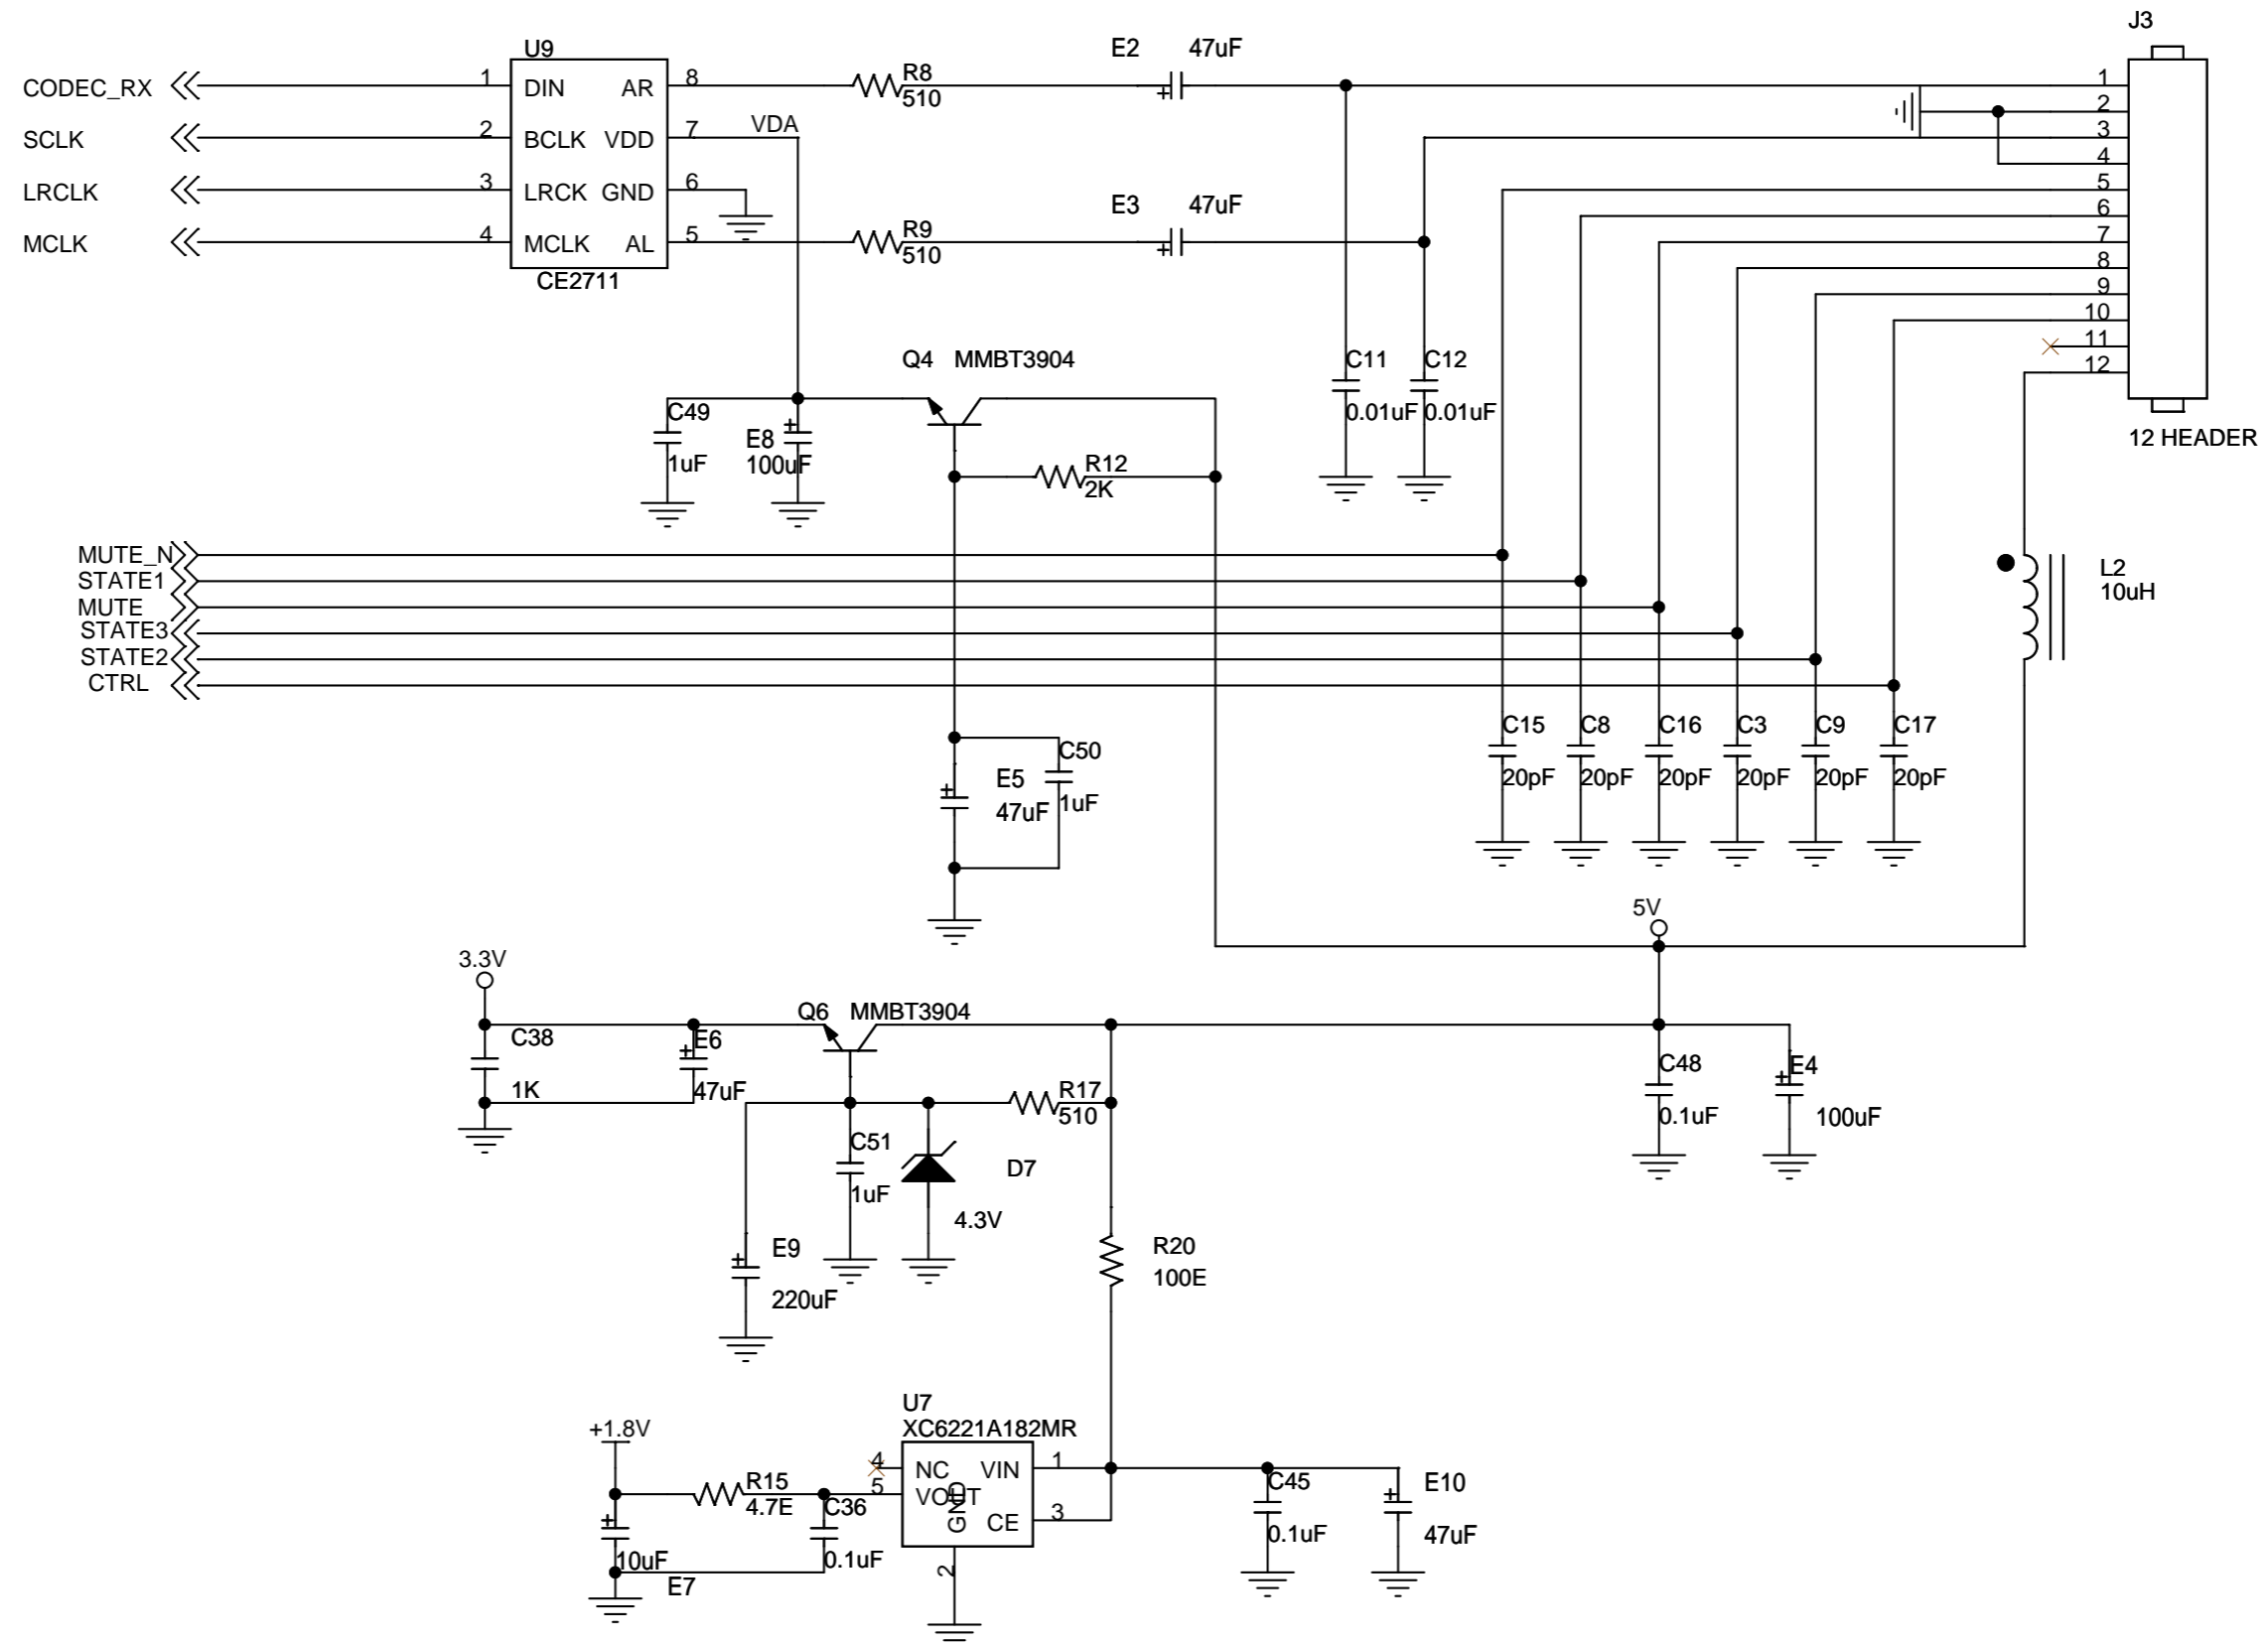 J3
U9
E2 47uF
CODEC_RX
1 DIN AR 8
R8
510
1
2
SCLK
2 BCLK VDD 7
VDA
3
4
LRCLK
3 LRCK GND 6
5
E3 47uF
6
MCLK
4 MCLK AL 5
R9
510
7
8
CE2711
9
10
11
12
Q4 MMBT3904
C11
0.01uF
C12
0.01uF
C49
1uF
E8
100uF
12 HEADER
R12
2K
MUTE_N
STATE1
MUTE
STATE3
STATE2
CTRL
L2
10uH
C15
20pF
C8
20pF
C16
20pF
C3
20pF
C9
20pF
C17
20pF
C50
1uF
E5
47uF
5V
3.3V
Q6 MMBT3904
C38
1K
E6
47uF
R17
510
C48
0.1uF
E4
100uF
C51
1uF
D7
4.3V
E9
220uF
R20
100E
U7
XC6221A182MR
+1.8V
4 NC VIN 1
5 VOUT
GND
CE 3
2
R15
4.7E
C36
0.1uF
C45
0.1uF
E10
47uF
10uF
E7